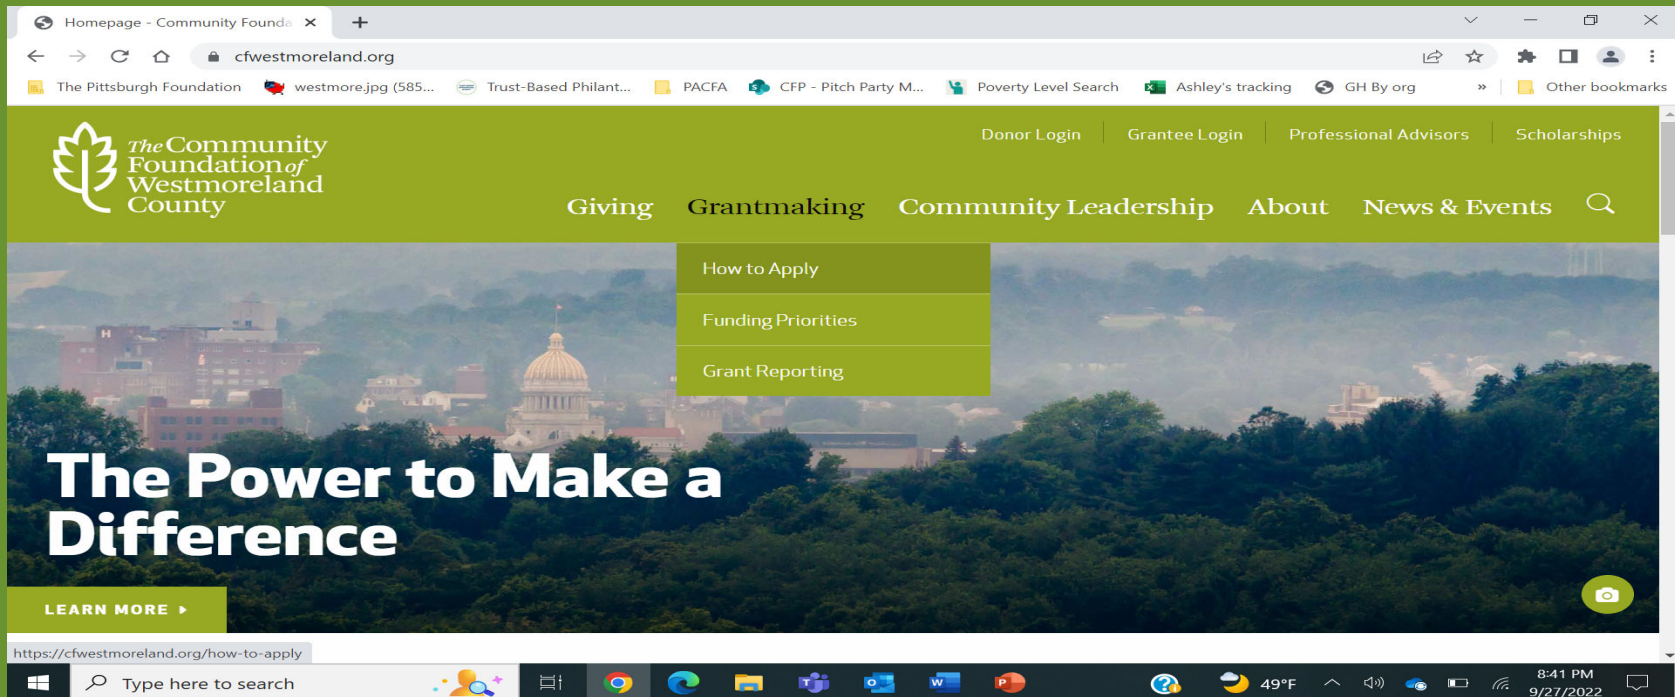 Homepage - Community Founda
cfwestmoreland.org
The Pittsburgh Foundation westmore.jpg (585... Trust-Based Philant... PACFA CFP - Pitch Party M... Poverty Level Search Ashley's tracking GH By org » Other bookmarks
Donor Login Grantee Login Professional Advisors Scholarships
The Community
Foundation of
Westmoreland
County
Giving Grantmaking Community Leadership About News & Events
How to Apply
Funding Priorities
Grant Reporting
The Power to Make a
Difference
LEARN MORE
https://cfwestmoreland.org/how-to-apply
Type here to search
49°F
8:41 PM
9/27/2022